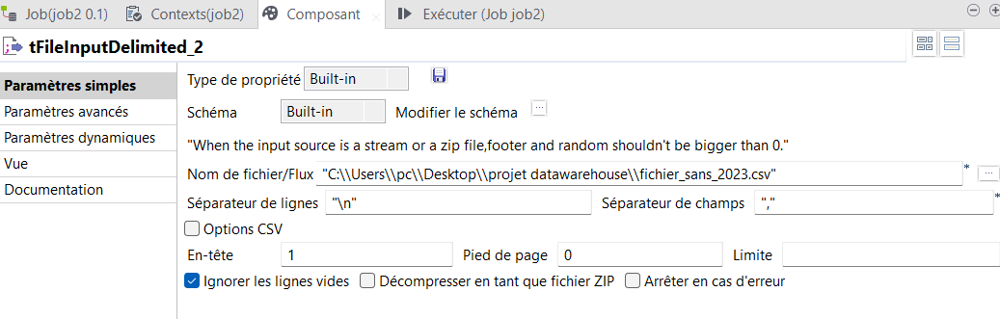 Job(job2 0.1) Contexts(job2) Composant Exécuter (Job job2)
tFileInputDelimited_2
Paramètres simples
Paramètres avancés
Paramètres dynamiques
Vue
Documentation
Type de propriété Built-in
Schéma Built-in Modifier le schéma ...
"When the input source is a stream or a zip file,footer and random shouldn't be bigger than 0."
Nom de fichier/Flux "C:\\Users\\pc\\Desktop\\projet datawarehouse\\fichier_sans_2023.csv" * ...
Séparateur de lignes "\n" Séparateur de champs "," *
Options CSV
En-tête 1 Pied de page 0 Limite
Ignorer les lignes vides Décompresser en tant que fichier ZIP Arrêter en cas d'erreur